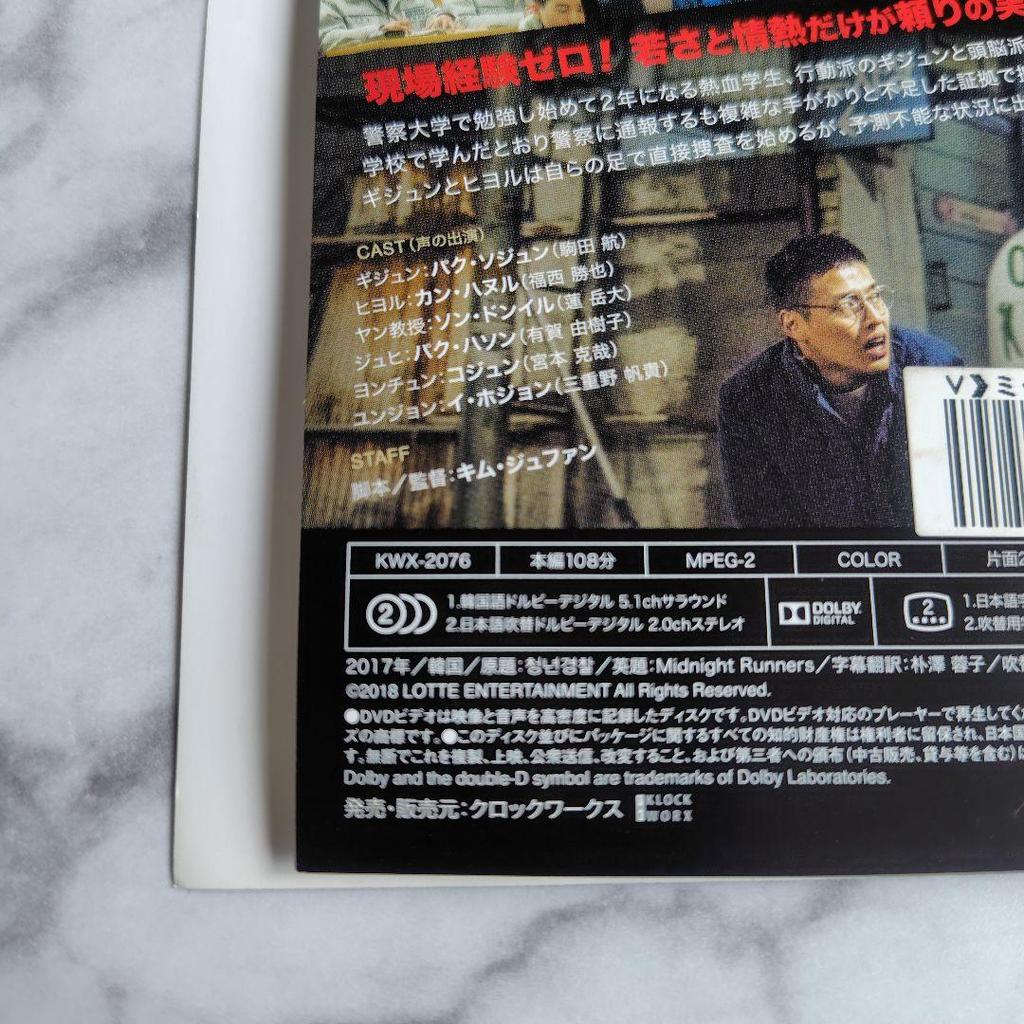 現場経験ゼロ！ 若さと情熱だけが頼りの実
警察大学で勉強し始めて2年になる熱血学生、行動派のギジュンと頭脳派
学校で学んだとおり警察に通報するも複雑な手がかりと不足した証拠で
ギジュンとヒヨルは自らの足で直接捜査を始めるが、予測不能な状況に出
CAST（声の出演）
ギジュン：パク・ソジュン（駒田 航）
ヒヨル：カン・ハヌル（福西 勝也）
ヤン教授：ソン・ドンイル（蓮 岳大）
ジュヒ：パク・ハソン（有賀 由樹子）
ヨンチュン：コジュン（宮本 克哉）
ユンジョン：イ・ホジョン（三重野 帆貴）
STAFF
脚本／監督：キム・ジュファン
KWX-2076 本編108分 MPEG-2 COLOR 片面2
2 1.韓国語ドルビーデジタル 5.1chサラウンド
2.日本語吹替ドルビーデジタル 2.0chステレオ
DOLBY DIGITAL
2 1.日本語字
2.吹替用
2017年／韓国／原題：청년경찰／英題：Midnight Runners／字幕翻訳：朴澤 蓉子／吹
©2018 LOTTE ENTERTAINMENT All Rights Reserved.
●DVDビデオは映像と音声を高密度に記録したディスクです。DVDビデオ対応のプレーヤーで再生してく
ズの商標です。●このディスク並びにパッケージに関するすべての知的財産権は権利者に留保され、日本国
す。無断でこれを複製、上映、公衆送信、改変すること、および第三者への頒布（中古販売、貸与等を含む）に
Dolby and the double-D symbol are trademarks of Dolby Laboratories.
発売・販売元：クロックワークス KLOCK WORX